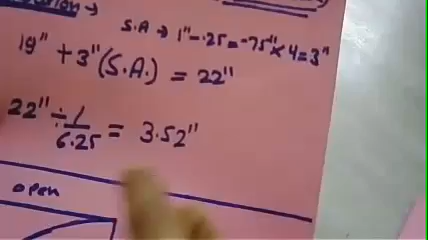 S.A → 1" - .25 = .75" × 4 = 3"
19" + 3" (S.A.) = 22"
22" ÷ 1/6.25 = 3.52"
open